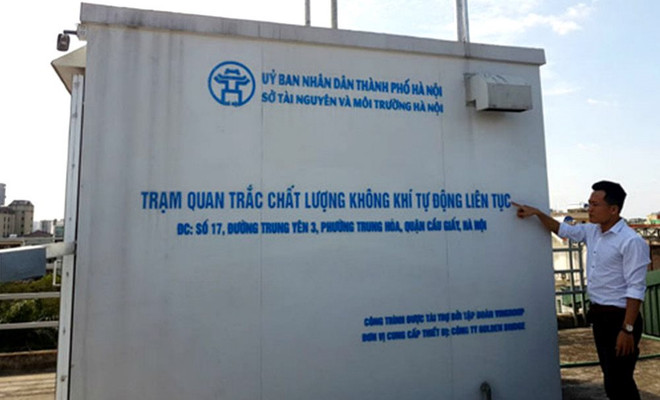 UỶ BAN NHÂN DÂN THÀNH PHỐ HÀ NỘI
SỞ TÀI NGUYÊN VÀ MÔI TRƯỜNG HÀ NỘI
TRẠM QUAN TRẮC CHẤT LƯỢNG KHÔNG KHÍ TỰ ĐỘNG LIÊN TỤC
ĐC: SỐ 17, ĐƯỜNG TRUNG YÊN 3, PHƯỜNG TRUNG HÒA, QUẬN CẦU GIẤY, HÀ NỘI
CÔNG TRÌNH ĐƯỢC TÀI TRỢ BỞI TẬP ĐOÀN VINGROUP
ĐƠN VỊ CUNG CẤP THIẾT BỊ: CÔNG TY GOLDEN BRIDGE